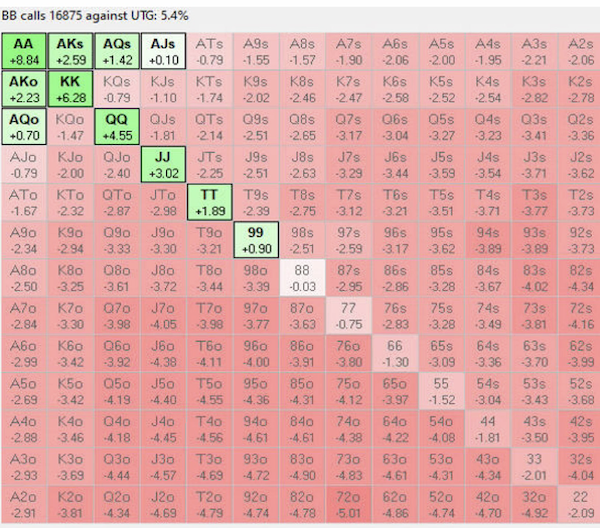 BB calls 16875 against UTG: 5.4%
AA AKs AQs AJs ATs A9s A8s A7s A6s A5s A4s A3s A2s
+8.84 +2.59 +1.42 +0.10 -0.79 -1.55 -1.57 -1.90 -2.06 -2.00 -1.95 -2.21 -2.06
AKo KK KQs KJs KTs K9s K8s K7s K6s K5s K4s K3s K2s
+2.23 +6.28 -0.79 -1.10 -1.74 -2.02 -2.46 -2.47 -2.58 -2.52 -2.54 -2.82 -2.78
AQo KQo QQ QJs QTs Q9s Q8s Q7s Q6s Q5s Q4s Q3s Q2s
+0.70 -1.47 +4.55 -1.81 -2.14 -2.51 -2.65 -3.17 -3.04 -3.27 -3.23 -3.41 -3.36
AJo KJo QJo JJ JTs J9s J8s J7s J6s J5s J4s J3s J2s
-0.79 -2.00 -2.40 +3.02 -2.25 -2.51 -2.63 -3.29 -3.44 -3.59 -3.54 -3.71 -3.62
ATo KTo QTo JTo TT T9s T8s T7s T6s T5s T4s T3s T2s
-1.67 -2.32 -2.87 -2.98 +1.89 -2.39 -2.75 -3.12 -3.21 -3.51 -3.71 -3.77 -3.73
A9o K9o Q9o J9o T9o 99 98s 97s 96s 95s 94s 93s 92s
-2.34 -2.94 -3.33 -3.30 -3.21 +0.90 -2.51 -2.59 -3.17 -3.62 -3.89 -3.89 -3.73
A8o K8o Q8o J8o T8o 98o 88 87s 86s 85s 84s 83s 82s
-2.50 -3.25 -3.61 -3.72 -3.44 -3.39 -0.03 -2.95 -2.86 -3.28 -3.67 -4.02 -4.34
A7o K7o Q7o J7o T7o 97o 87o 77 76s 75s 74s 73s 72s
-2.84 -3.30 -3.98 -4.05 -3.98 -3.77 -3.63 -0.75 -2.83 -3.28 -3.49 -3.81 -4.16
A6o K6o Q6o J6o T6o 96o 86o 76o 66 65s 64s 63s 62s
-2.99 -3.42 -3.92 -4.38 -4.11 -4.00 -3.91 -3.80 -1.30 -3.09 -3.36 -3.70 -3.99
A5o K5o Q5o J5o T5o 95o 85o 75o 65o 55 54s 53s 52s
-2.69 -3.42 -4.19 -4.40 -4.55 -4.36 -4.31 -4.12 -3.97 -1.52 -3.04 -3.43 -3.68
A4o K4o Q4o J4o T4o 94o 84o 74o 64o 54o 44 43s 42s
-2.88 -3.46 -4.18 -4.45 -4.56 -4.61 -4.61 -4.38 -4.22 -4.08 -1.81 -3.50 -3.95
A3o K3o Q3o J3o T3o 93o 83o 73o 63o 53o 43o 33 32s
-2.93 -3.69 -4.44 -4.57 -4.69 -4.72 -4.90 -4.83 -4.61 -4.31 -4.34 -2.01 -4.04
A2o K2o Q2o J2o T2o 92o 82o 72o 62o 52o 42o 32o 22
-2.91 -3.81 -4.34 -4.69 -4.79 -4.74 -4.78 -5.01 -4.86 -4.74 -4.70 -4.92 -2.09